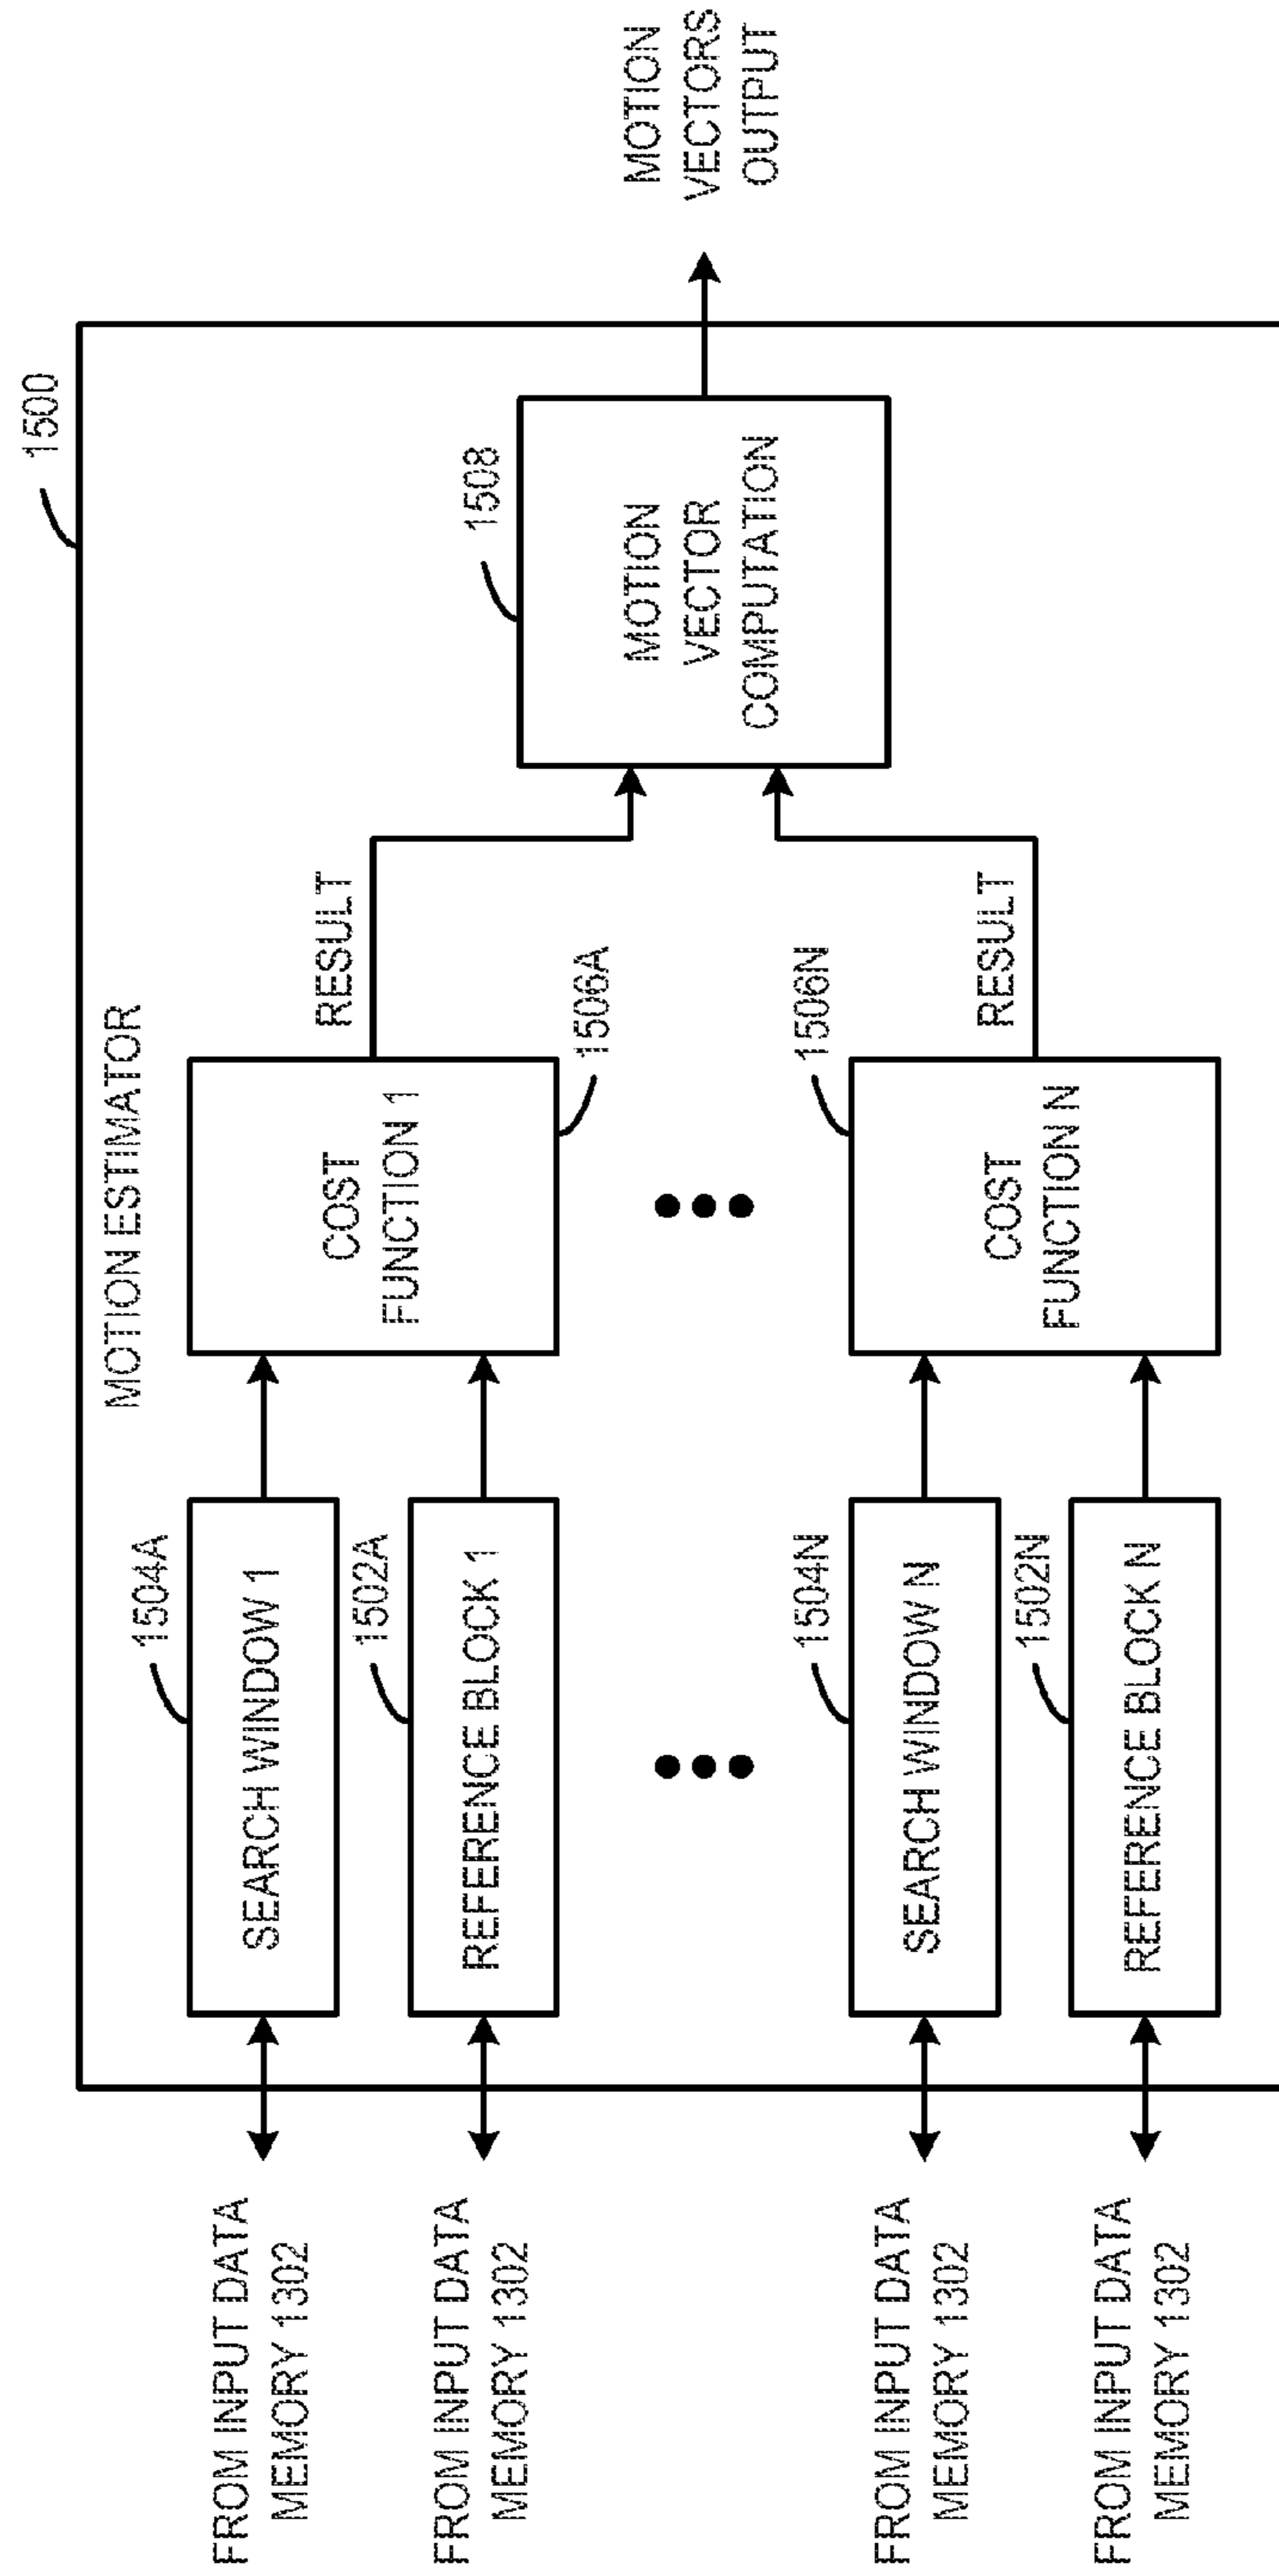 1500
MOTION ESTIMATOR
FROM INPUT DATA
MEMORY 1302
1504A
SEARCH WINDOW 1
FROM INPUT DATA
MEMORY 1302
1502A
REFERENCE BLOCK 1
COST
FUNCTION 1
1506A
RESULT
1508
MOTION
VECTOR
COMPUTATION
MOTION
VECTORS
OUTPUT
FROM INPUT DATA
MEMORY 1302
1504N
SEARCH WINDOW N
FROM INPUT DATA
MEMORY 1302
1502N
REFERENCE BLOCK N
1506N
COST
FUNCTION N
RESULT